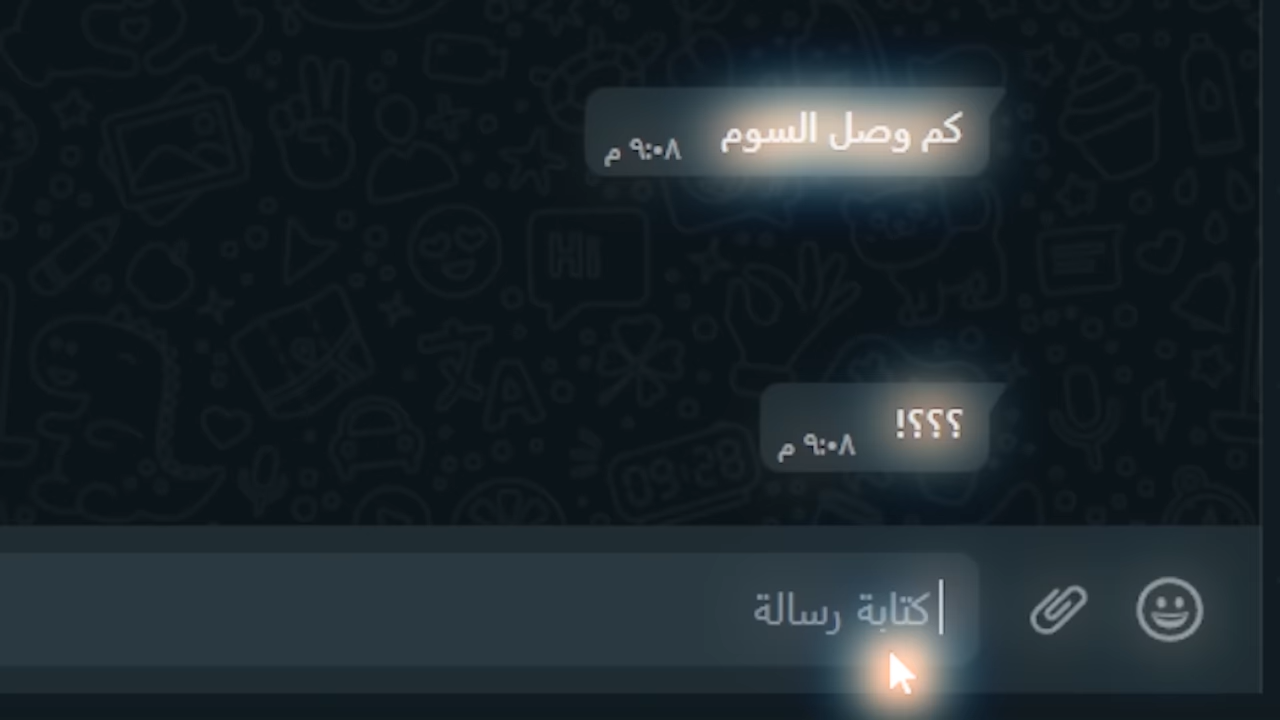 كم وصل السوم
٩:٠٨ م
؟؟؟!
٩:٠٨ م
كتابة رسالة